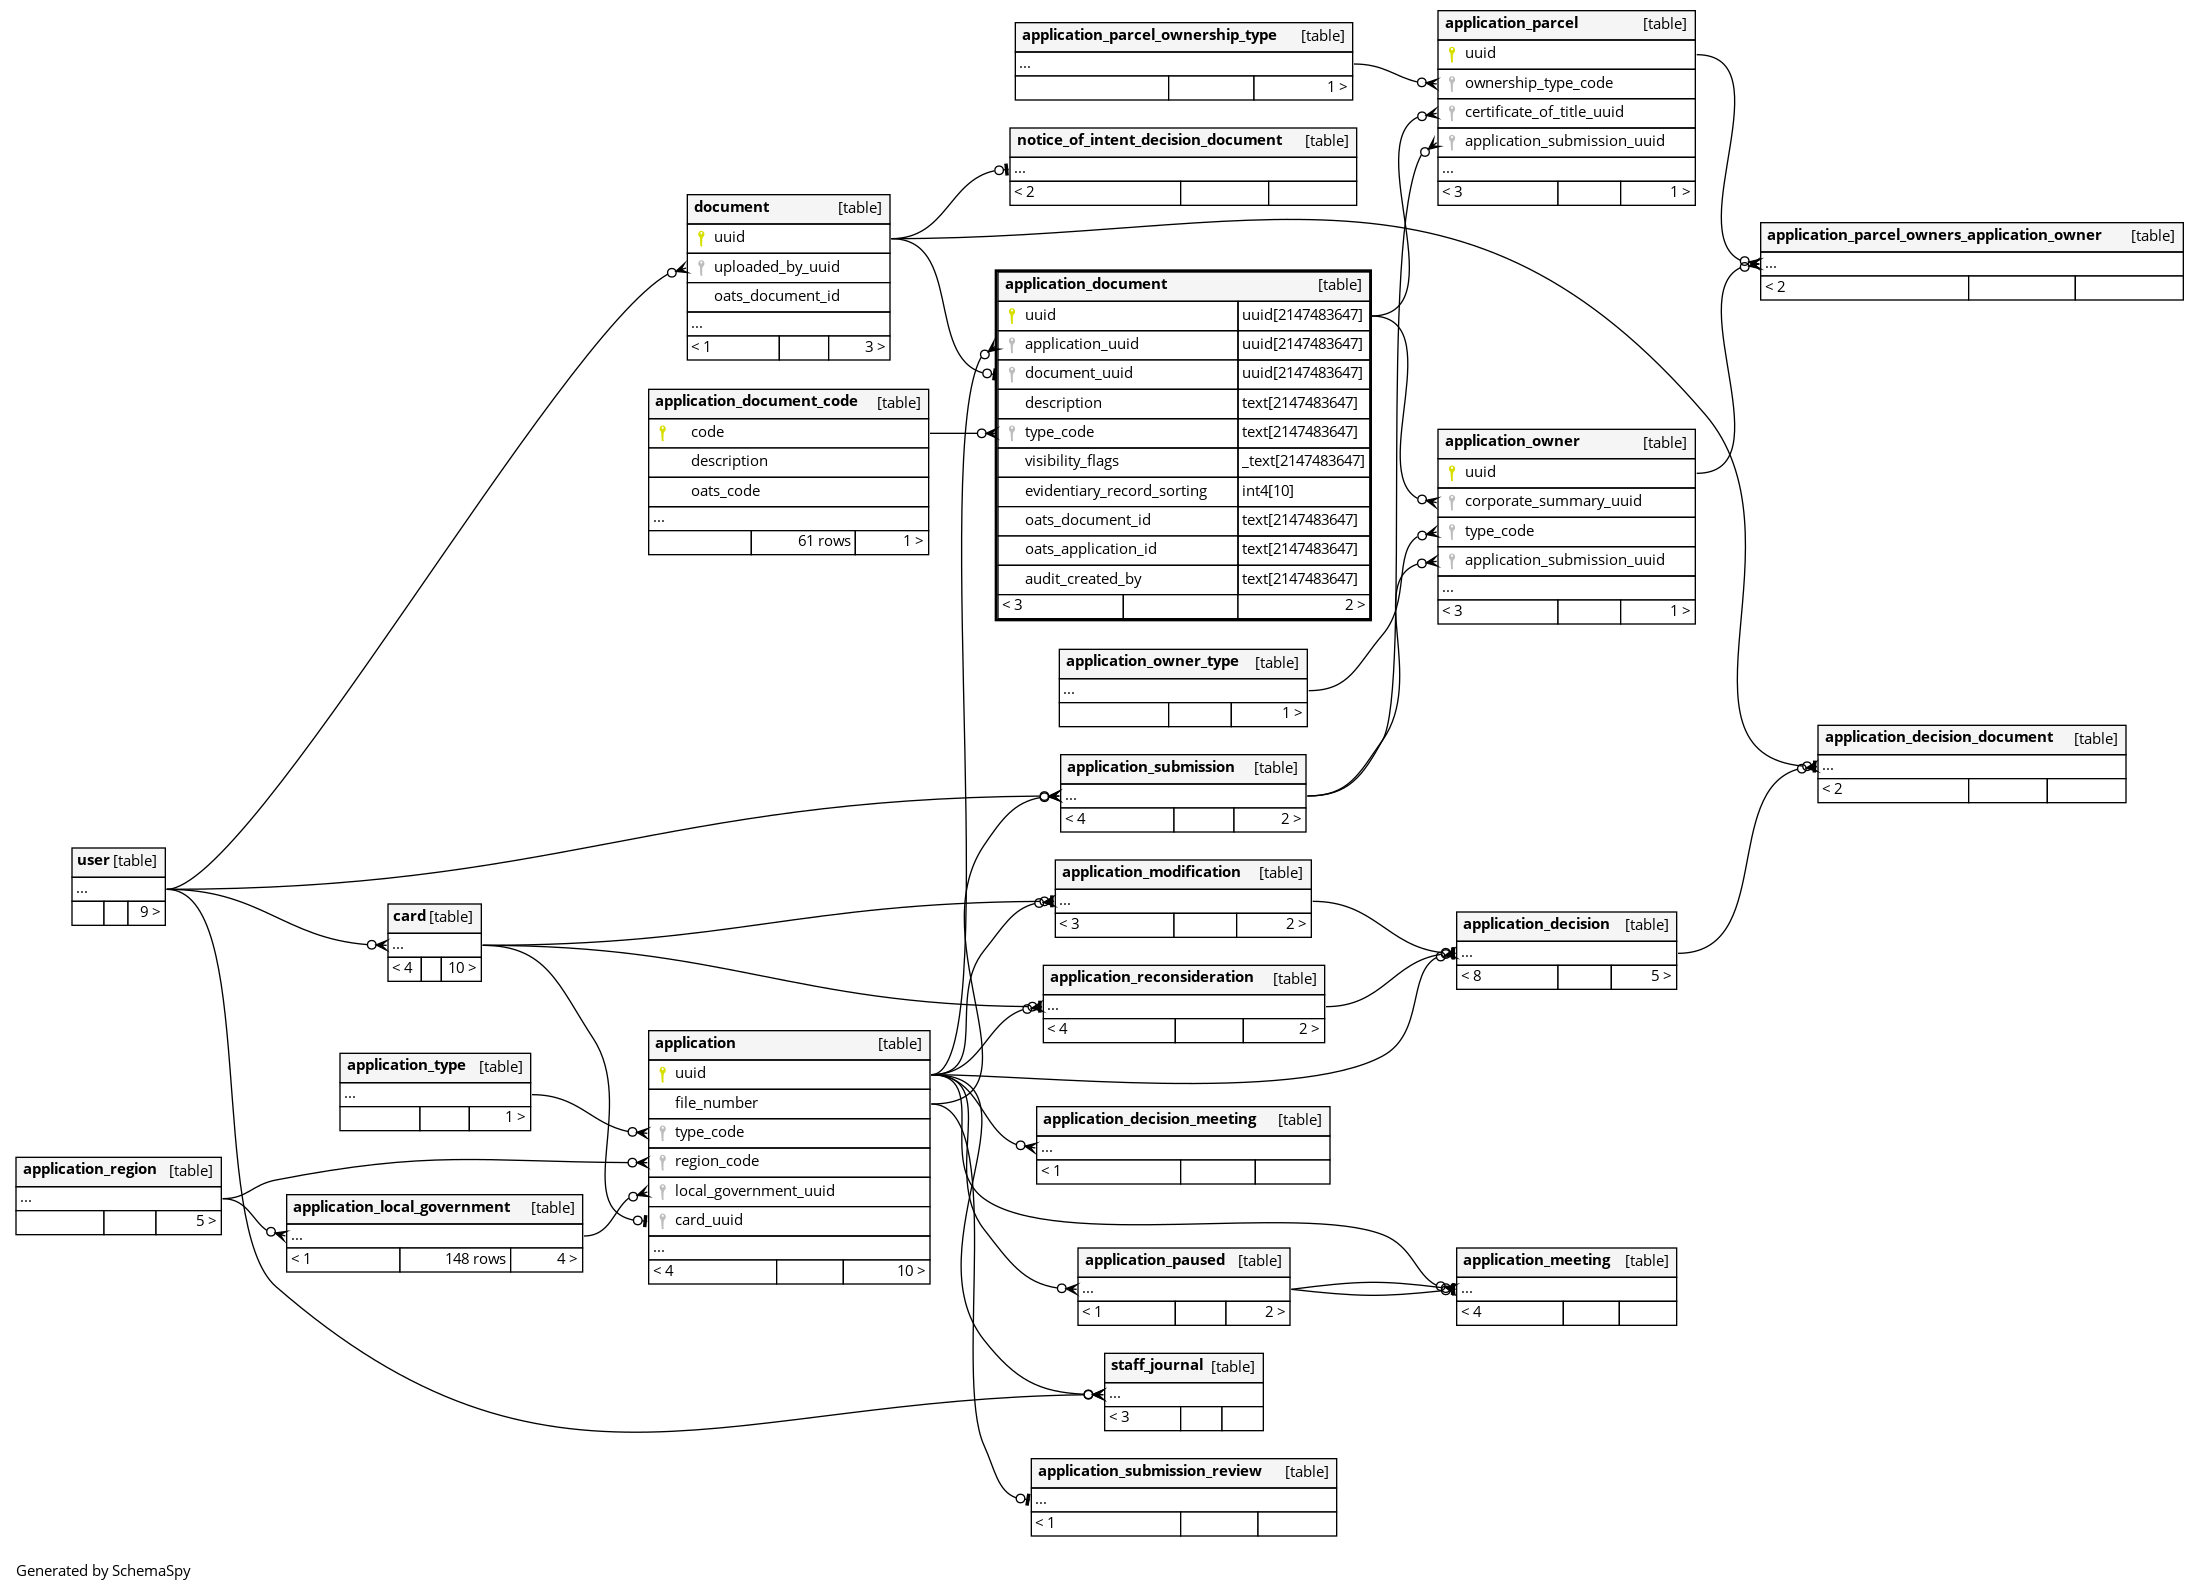 application_parcel_ownership_type [table]
...
1 >
application_parcel [table]
uuid
ownership_type_code
certificate_of_title_uuid
application_submission_uuid
...
< 3 1 >
notice_of_intent_decision_document [table]
...
< 2
document [table]
uuid
uploaded_by_uuid
oats_document_id
...
< 1 3 >
application_parcel_owners_application_owner [table]
...
< 2
application_document [table]
uuid uuid[2147483647]
application_uuid uuid[2147483647]
document_uuid uuid[2147483647]
description text[2147483647]
type_code text[2147483647]
visibility_flags _text[2147483647]
evidentiary_record_sorting int4[10]
oats_document_id text[2147483647]
oats_application_id text[2147483647]
audit_created_by text[2147483647]
< 3 2 >
application_document_code [table]
code
description
oats_code
...
61 rows 1 >
application_owner [table]
uuid
corporate_summary_uuid
type_code
application_submission_uuid
...
< 3 1 >
application_owner_type [table]
...
1 >
application_decision_document [table]
...
< 2
application_submission [table]
...
< 4 2 >
user [table]
...
9 >
card [table]
...
< 4 10 >
application_modification [table]
...
< 3 2 >
application_decision [table]
...
< 8 5 >
application_reconsideration [table]
...
< 4 2 >
application [table]
uuid
file_number
type_code
region_code
local_government_uuid
card_uuid
...
< 4 10 >
application_type [table]
...
1 >
application_decision_meeting [table]
...
< 1
application_region [table]
...
5 >
application_local_government [table]
...
< 1 148 rows 4 >
application_paused [table]
...
< 1 2 >
application_meeting [table]
...
< 4
staff_journal [table]
...
< 3
application_submission_review [table]
...
< 1
Generated by SchemaSpy